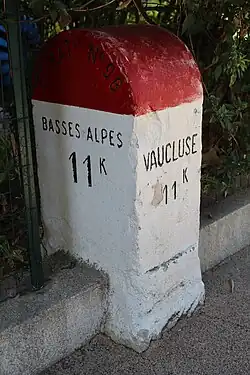 BASSES ALPES
11 K
VAUCLUSE
11 K